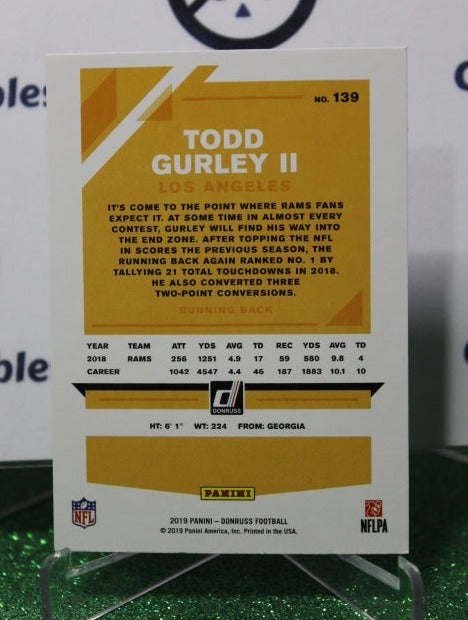 NO. 139
TODD
GURLEY II
LOS ANGELES
IT'S COME TO THE POINT WHERE RAMS FANS
EXPECT IT. AT SOME TIME IN ALMOST EVERY
CONTEST, GURLEY WILL FIND HIS WAY INTO
THE END ZONE. AFTER TOPPING THE NFL
IN SCORES THE PREVIOUS SEASON, THE
RUNNING BACK AGAIN RANKED NO. 1 BY
TALLYING 21 TOTAL TOUCHDOWNS IN 2018.
HE ALSO CONVERTED THREE
TWO-POINT CONVERSIONS.
RUNNING BACK
YEAR TEAM ATT YDS AVG TD REC YDS AVG TD
2018 RAMS 256 1251 4.9 17 59 580 9.8 4
CAREER 1042 4547 4.4 46 187 1883 10.1 10
d
DONRUSS
HT: 6' 1" WT: 224 FROM: GEORGIA
PANINI
NFL
NFLPA
2019 PANINI – DONRUSS FOOTBALL
© 2019 Panini America, Inc. Printed in the USA.